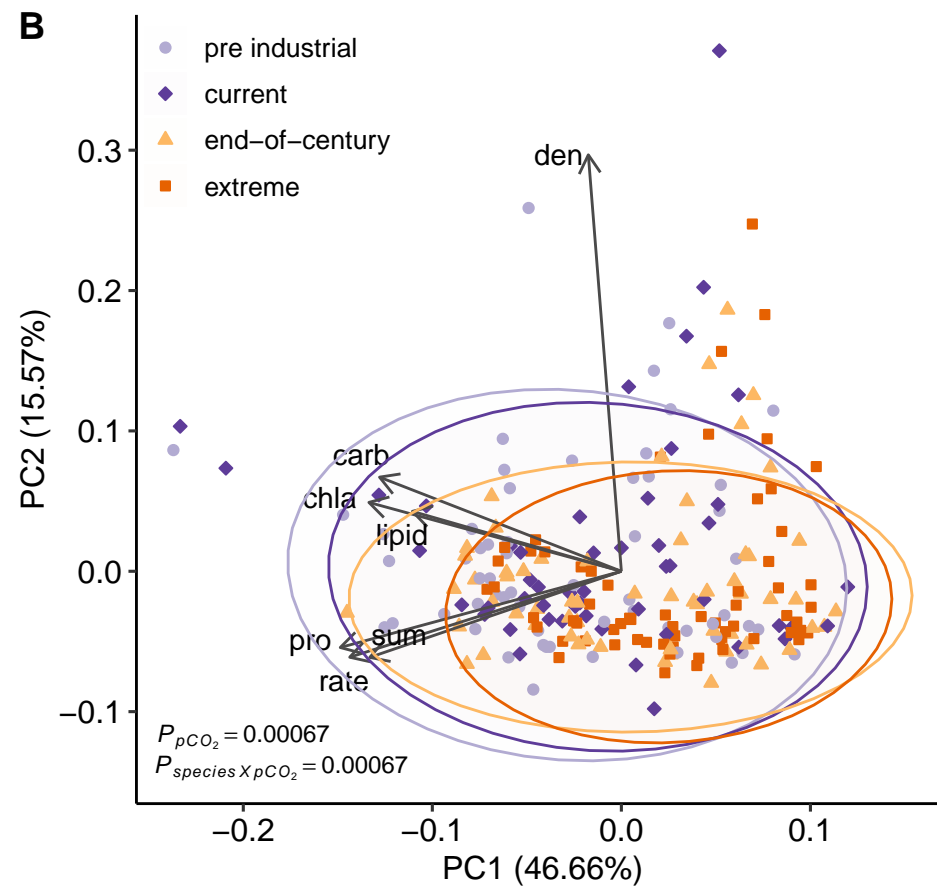 B
pre industrial
current
end−of−century
extreme
PC2 (15.57%)
0.3
0.2
0.1
0.0
−0.1
den
carb
chla
lipid
pro
sum
rate
P_pCO₂ = 0.00067
P_species X pCO₂ = 0.00067
−0.2
−0.1
0.0
0.1
PC1 (46.66%)